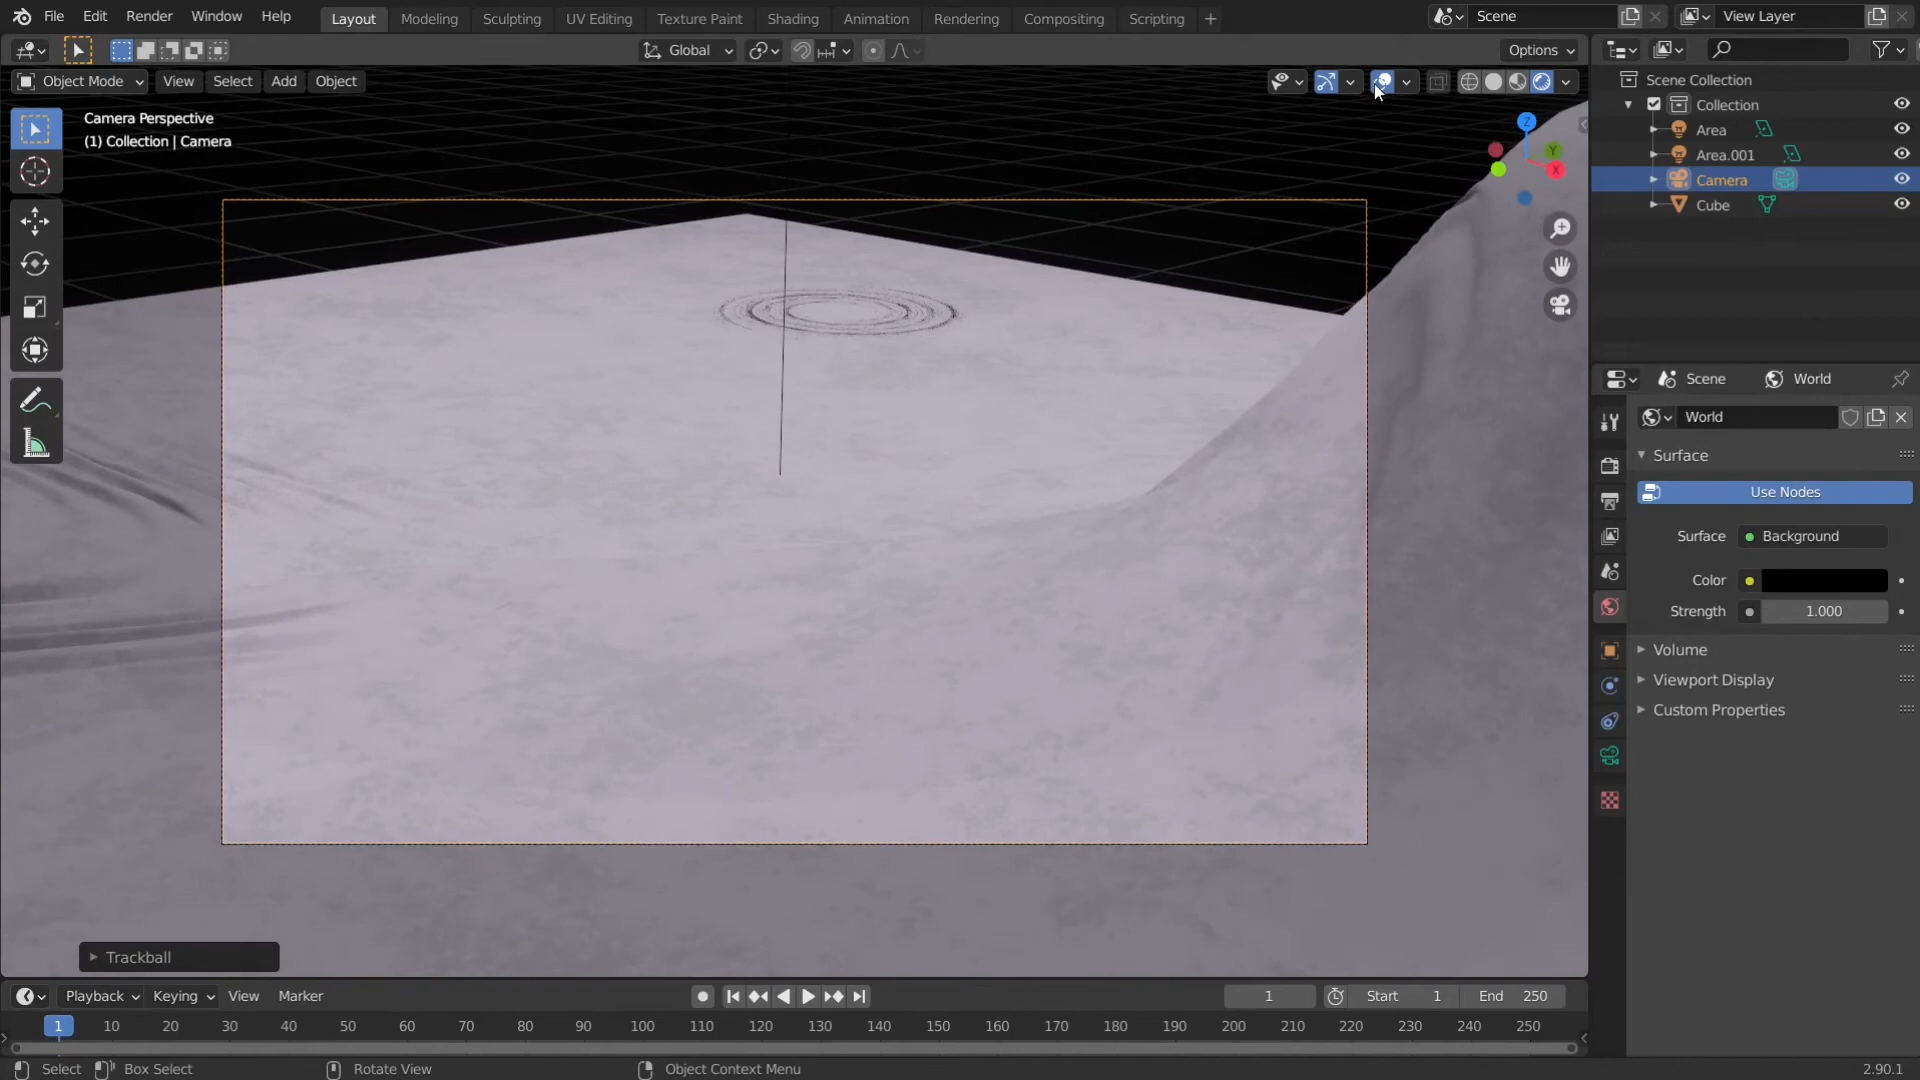 File Edit Render Window Help Layout Modeling Sculpting UV Editing Texture Paint Shading Animation Rendering Compositing Scripting + Scene View Layer
Global Options
Object Mode View Select Add Object
Camera Perspective
(1) Collection | Camera
Z
Y
X
Scene Collection
Collection
Area
Area.001
Camera
Cube
Scene World
World
Surface
Use Nodes
Surface Background
Color
Strength 1.000
Volume
Viewport Display
Custom Properties
Trackball
Playback Keying View Marker 1 Start 1 End 250
1 10 20 30 40 50 60 70 80 90 100 110 120 130 140 150 160 170 180 190 200 210 220 230 240 250
Select Box Select Rotate View Object Context Menu 2.90.1